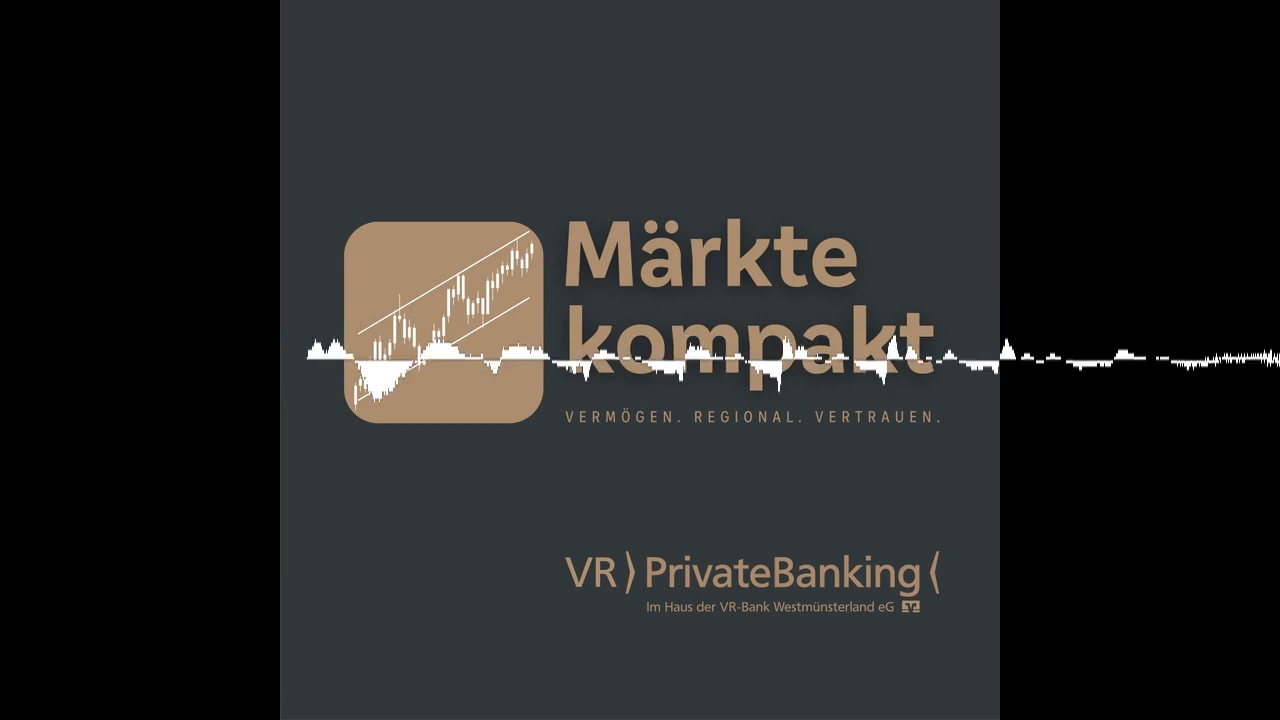 Märkte
kompakt
VERMÖGEN. REGIONAL. VERTRAUEN.
VR⟩PrivateBanking⟨
Im Haus der VR-Bank Westmünsterland eG